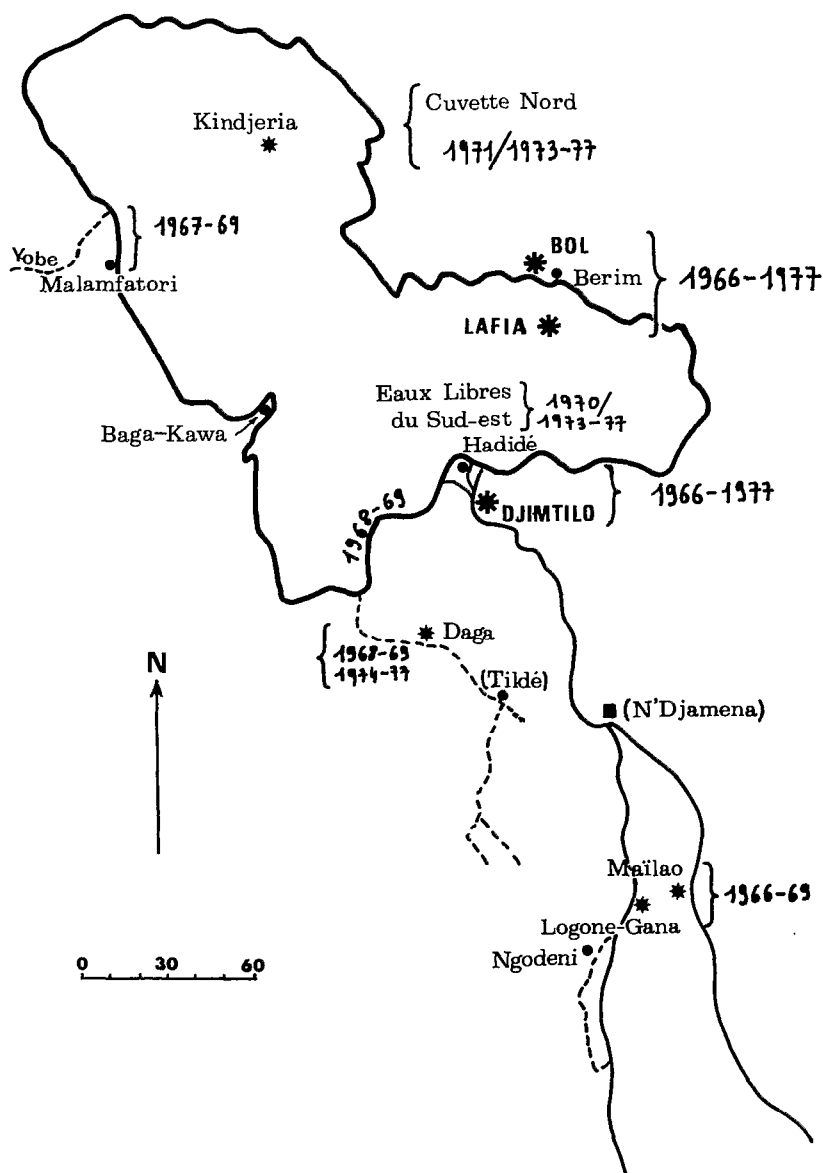 Cuvette Nord
1971/1973-77
Kindjeria
1967-69
Yobe
Malamfatori
BOL
Berim
1966-1977
LAFIA
Eaux Libres
du Sud-est
1970/
1973-77
Baga-Kawa
Hadidé
1966-1977
DJIMTILO
1968-69
Daga
1968-69
1974-77
N
(Tildé)
(N'Djamena)
Maïlao
1966-69
Logone-Gana
Ngodeni
0 30 60